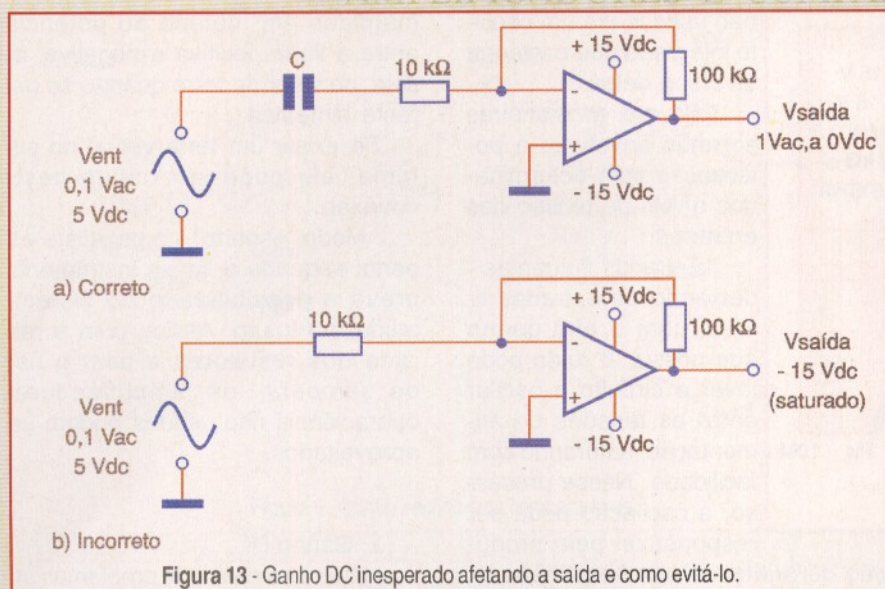 C
10 kΩ
+ 15 Vdc
100 kΩ
-
+
- 15 Vdc
Vsaída
1Vac,a 0Vdc
Vent
0,1 Vac
5 Vdc
a) Correto
10 kΩ
+ 15 Vdc
100 kΩ
-
+
- 15 Vdc
Vsaída
- 15 Vdc
(saturado)
Vent
0,1 Vac
5 Vdc
b) Incorreto
Figura 13 - Ganho DC inesperado afetando a saída e como evitá-lo.